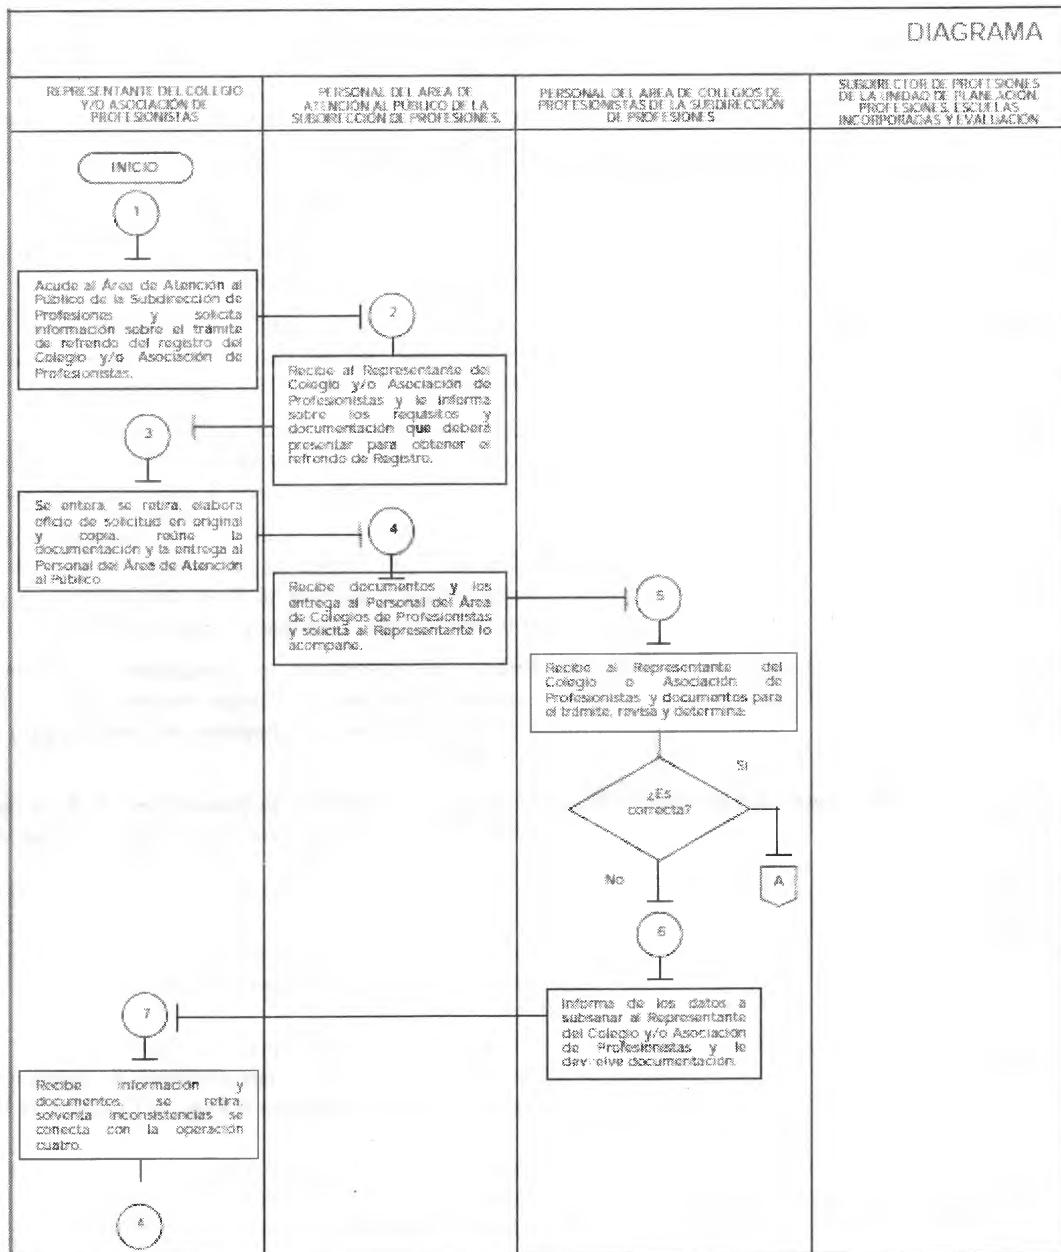 DIAGRAMA
REPRESENTANTE DEL COLEGIO
Y/O ASOCIACIÓN DE
PROFESIONISTAS
PERSONAL DEL AREA DE
ATENCIÓN AL PÚBLICO DE LA
SUBDIRECCIÓN DE PROFESIONES.
PERSONAL DEL AREA DE COLEGIOS DE
PROFESIONISTAS DE LA SUBDIRECCIÓN
DE PROFESIONES
SUBDIRECTOR DE PROFESIONES
DE LA UNIDAD DE PLANEACIÓN,
PROFESIONES, ESCUELAS
INCORPORADAS Y EVALUACIÓN
INICIO
1
Acude al Área de Atención al
Público de la Subdirección de
Profesiones y solicita
información sobre el trámite
de refrendo del registro del
Colegio y/o Asociación de
Profesionistas.
2
Recibe al Representante del
Colegio y/o Asociación de
Profesionistas y le informa
sobre los requisitos y
documentación que deberá
presentar para obtener el
refrendo de Registro.
3
Se entera, se retira, elabora
oficio de solicitud en original
y copia, reúne la
documentación y la entrega al
Personal del Área de Atención
al Público
4
Recibe documentos y los
entrega al Personal del Área
de Colegios de Profesionistas
y solicita al Representante lo
acompañe.
5
Recibe al Representante del
Colegio o Asociación de
Profesionistas y documentos para
el trámite, revisa y determina:
¿Es
correcta?
Si
A
No
6
Informa de los datos a
subsanar al Representante
del Colegio y/o Asociación
de Profesionistas y le
devuelve documentación.
7
Recibe información y
documentos, se retira,
solventa inconsistencias se
conecta con la operación
cuatro.
4